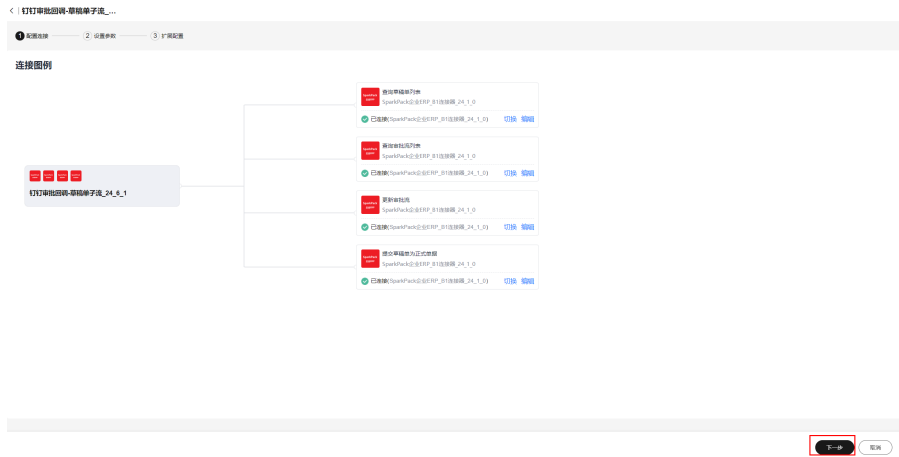 < 钉钉审批回调-草稿单子流_...
1 配置连接 2 设置参数 3 扩展配置
连接图例
查询草稿单列表
SparkPack企业ERP_B1连接器_24_1_0
已连接(SparkPack企业ERP_B1连接器_24_1_0) 切换 编辑
查询审批流列表
SparkPack企业ERP_B1连接器_24_1_0
已连接(SparkPack企业ERP_B1连接器_24_1_0) 切换 编辑
钉钉审批回调-草稿单子流_24_6_1
更新审批流
SparkPack企业ERP_B1连接器_24_1_0
已连接(SparkPack企业ERP_B1连接器_24_1_0) 切换 编辑
提交草稿单为正式单据
SparkPack企业ERP_B1连接器_24_1_0
已连接(SparkPack企业ERP_B1连接器_24_1_0) 切换 编辑
下一步 取消